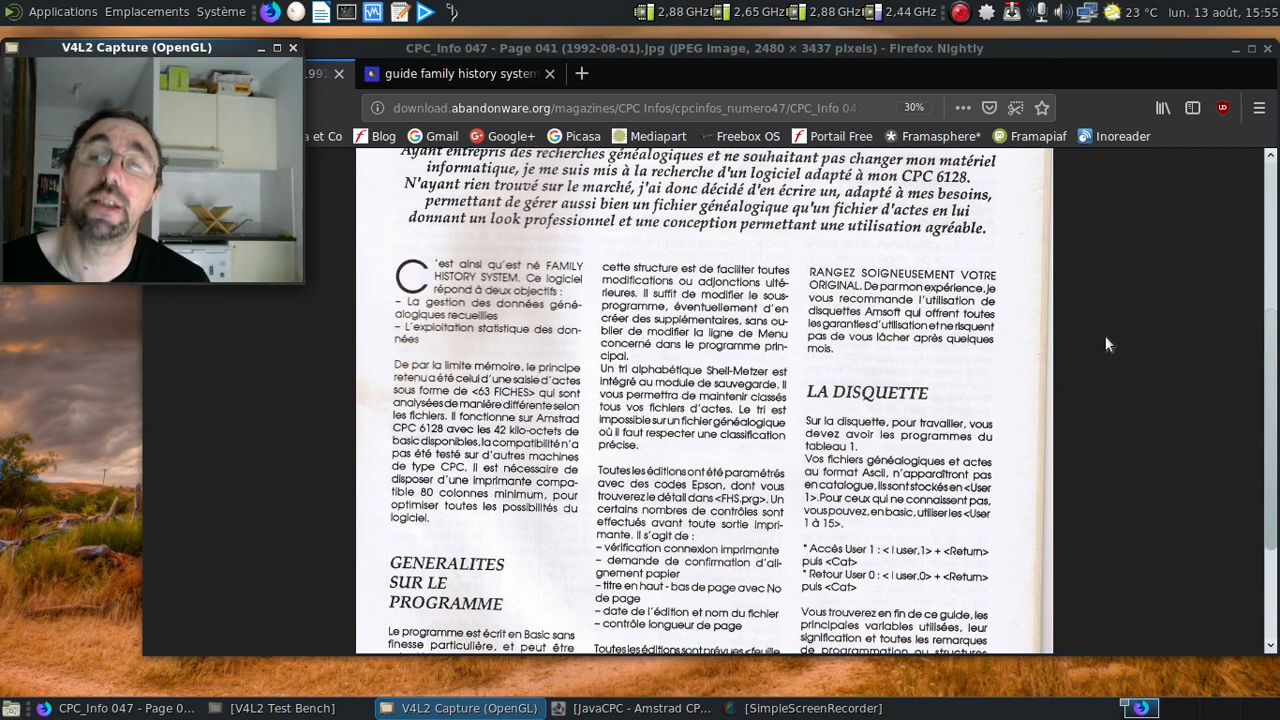 Applications Emplacements Système
2,88 GHz
2,83 GHz
2,44 GHz
23 °C
lun. 13 août, 15:55
V4L2 Capture (OpenGL)
CPC_Info 047 - Page 041 (1992-08-01).jpg (JPEG Image, 2480 × 3437 pixels) - Firefox Nightly
guide family history system
download.abandonware.org/magazines/CPC Infos/cpcinfos_numero47/CPC_Info 04
30%
et Co
Blog
Gmail
Google+
Picasa
Mediapart
Freebox OS
Portail Free
Framasphere*
Framapiaf
Inoreader
Ayant entrepris des recherches généalogiques et ne souhaitant pas changer mon matériel
informatique, je me suis mis à la recherche d'un logiciel adapté à mon CPC 6128.
N'ayant rien trouvé sur le marché, j'ai donc décidé d'en écrire un, adapté à mes besoins,
permettant de gérer aussi bien un fichier généalogique qu'un fichier d'actes en lui
donnant un look professionnel et une conception permettant une utilisation agréable.
C'est ainsi qu'est né FAMILY
HISTORY SYSTEM. Ce logiciel
répond à deux objectifs :
– La gestion des données géné-
alogiques recueillies
– L'exploitation statistique des don-
nées
De par la limite mémoire, le principe
retenu a été celui d'une saisie d'actes
sous forme de <63 FICHES> qui sont
analysées de manière différente selon
les fichiers. Il fonctionne sur Amstrad
CPC 6128 avec les 42 kilo-octets de
basic disponibles, la compatibilité n'a
pas été testé sur d'autres machines
de type CPC. Il est nécessaire de
disposer d'une imprimante compa-
tible 80 colonnes minimum, pour
optimiser toutes les possibilités du
logiciel.
GENERALITES
SUR LE
PROGRAMME
Le programme est écrit en Basic sans
finesse particulière, et peut être
cette structure est de faciliter toutes
modifications ou adjonctions ulté-
rieures. Il suffit de modifier le sous-
programme, éventuellement d'en
créer des supplémentaires, sans ou-
blier de modifier la ligne de Menu
concerné dans le programme prin-
cipal.
Un tri alphabétique Shell-Metzer est
intégré au module de sauvegarde. Il
vous permettra de maintenir classés
tous vos fichiers d'actes. Le tri est
impossible sur un fichier généalogique
où il faut respecter une classification
précise.
Toutes les éditions ont été paramétrés
avec des codes Epson, dont vous
trouverez le détail dans <FHS.prg>. Un
certains nombres de contrôles sont
effectués avant toute sortie impri-
mante. Il s'agit de :
– vérification connexion imprimante
– demande de confirmation d'ali-
gnement papier
– titre en haut - bas de page avec No
de page
– date de l'édition et nom du fichier
– contrôle longueur de page
Toutes les éditions sont prévues <feuille
RANGEZ SOIGNEUSEMENT VOTRE
ORIGINAL. De par mon expérience, je
vous recommande l'utilisation de
disquettes Amsoft qui offrent toutes
les garanties d'utilisation et ne risquent
pas de vous lâcher après quelques
mois.
LA DISQUETTE
Sur la disquette, pour travailler, vous
devez avoir les programmes du
tableau 1.
Vos fichiers généalogiques et actes
au format Ascii, n'apparaîtront pas
en catalogue, ils sont stockés en <User
1>. Pour ceux qui ne connaissent pas,
vous pouvez, en basic, utiliser les <User
1 à 15>.
* Accès User 1 : < I user,1> + <Return>
puis <Cat>
* Retour User 0 : < I user,0> + <Return>
puis <Cat>
Vous trouverez en fin de ce guide, les
principales variables utilisées, leur
signification et toutes les remarques
de programmation ou structures
CPC_Info 047 - Page 0...
[V4L2 Test Bench]
V4L2 Capture (OpenGL)
[JavaCPC - Amstrad CP...
[SimpleScreenRecorder]